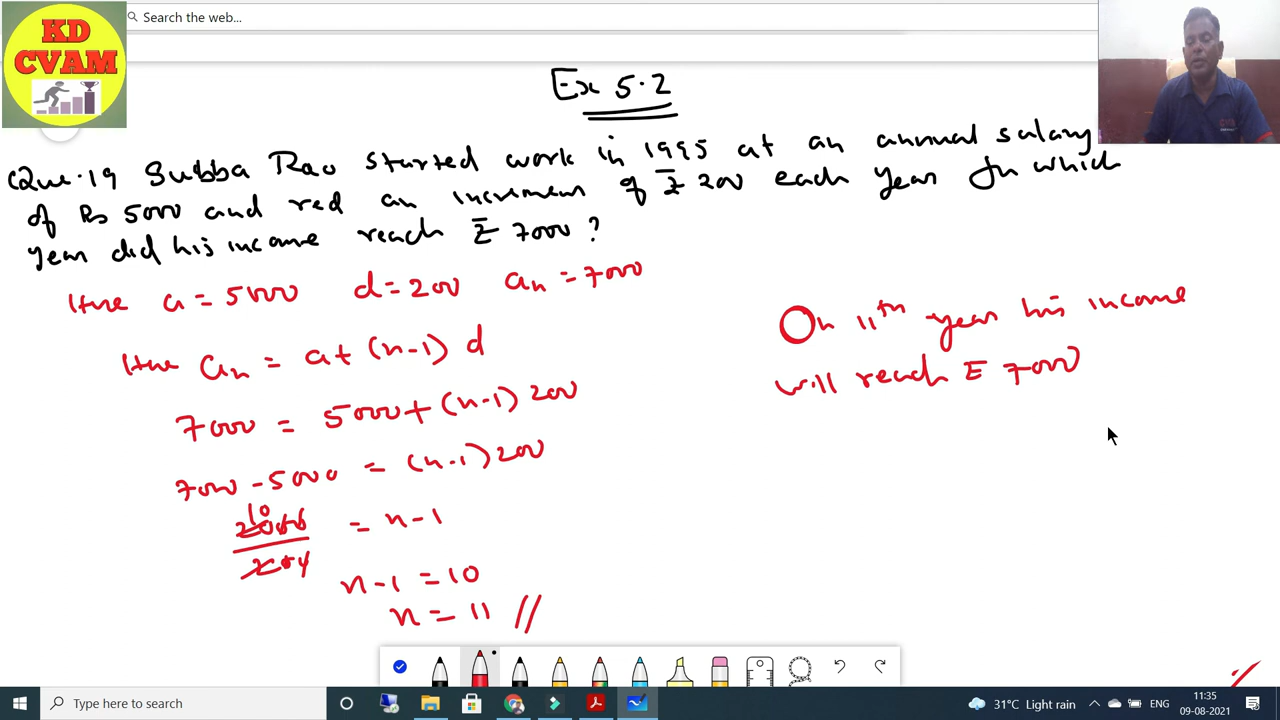 KD
CVAM
Search the web...
Ex 5.2
Que.19 Subba Rao started work in 1995 at an annual salary
of Rs 5000 and red an increment of ₹ 200 each year In which
year did his income reach ₹ 7000 ?
Here a = 5000 d = 200 an = 7000
Here an = a+ (n-1) d
7000 = 5000+(n-1) 200
7000 -5000 = (n-1)200
10
2000 = n-1
200
n-1 = 10
n = 11 //
On 11th year his income
will reach ₹ 7000
Type here to search
31°C Light rain
ENG
11:35
09-08-2021